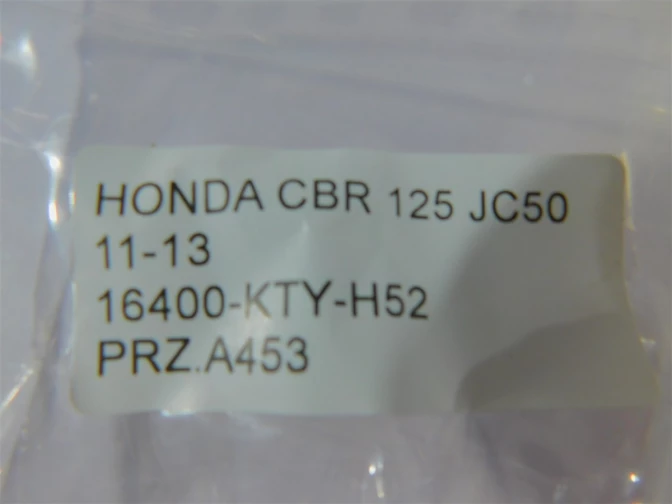 HONDA CBR 125 JC50
11-13
16400-KTY-H52
PRZ.A453